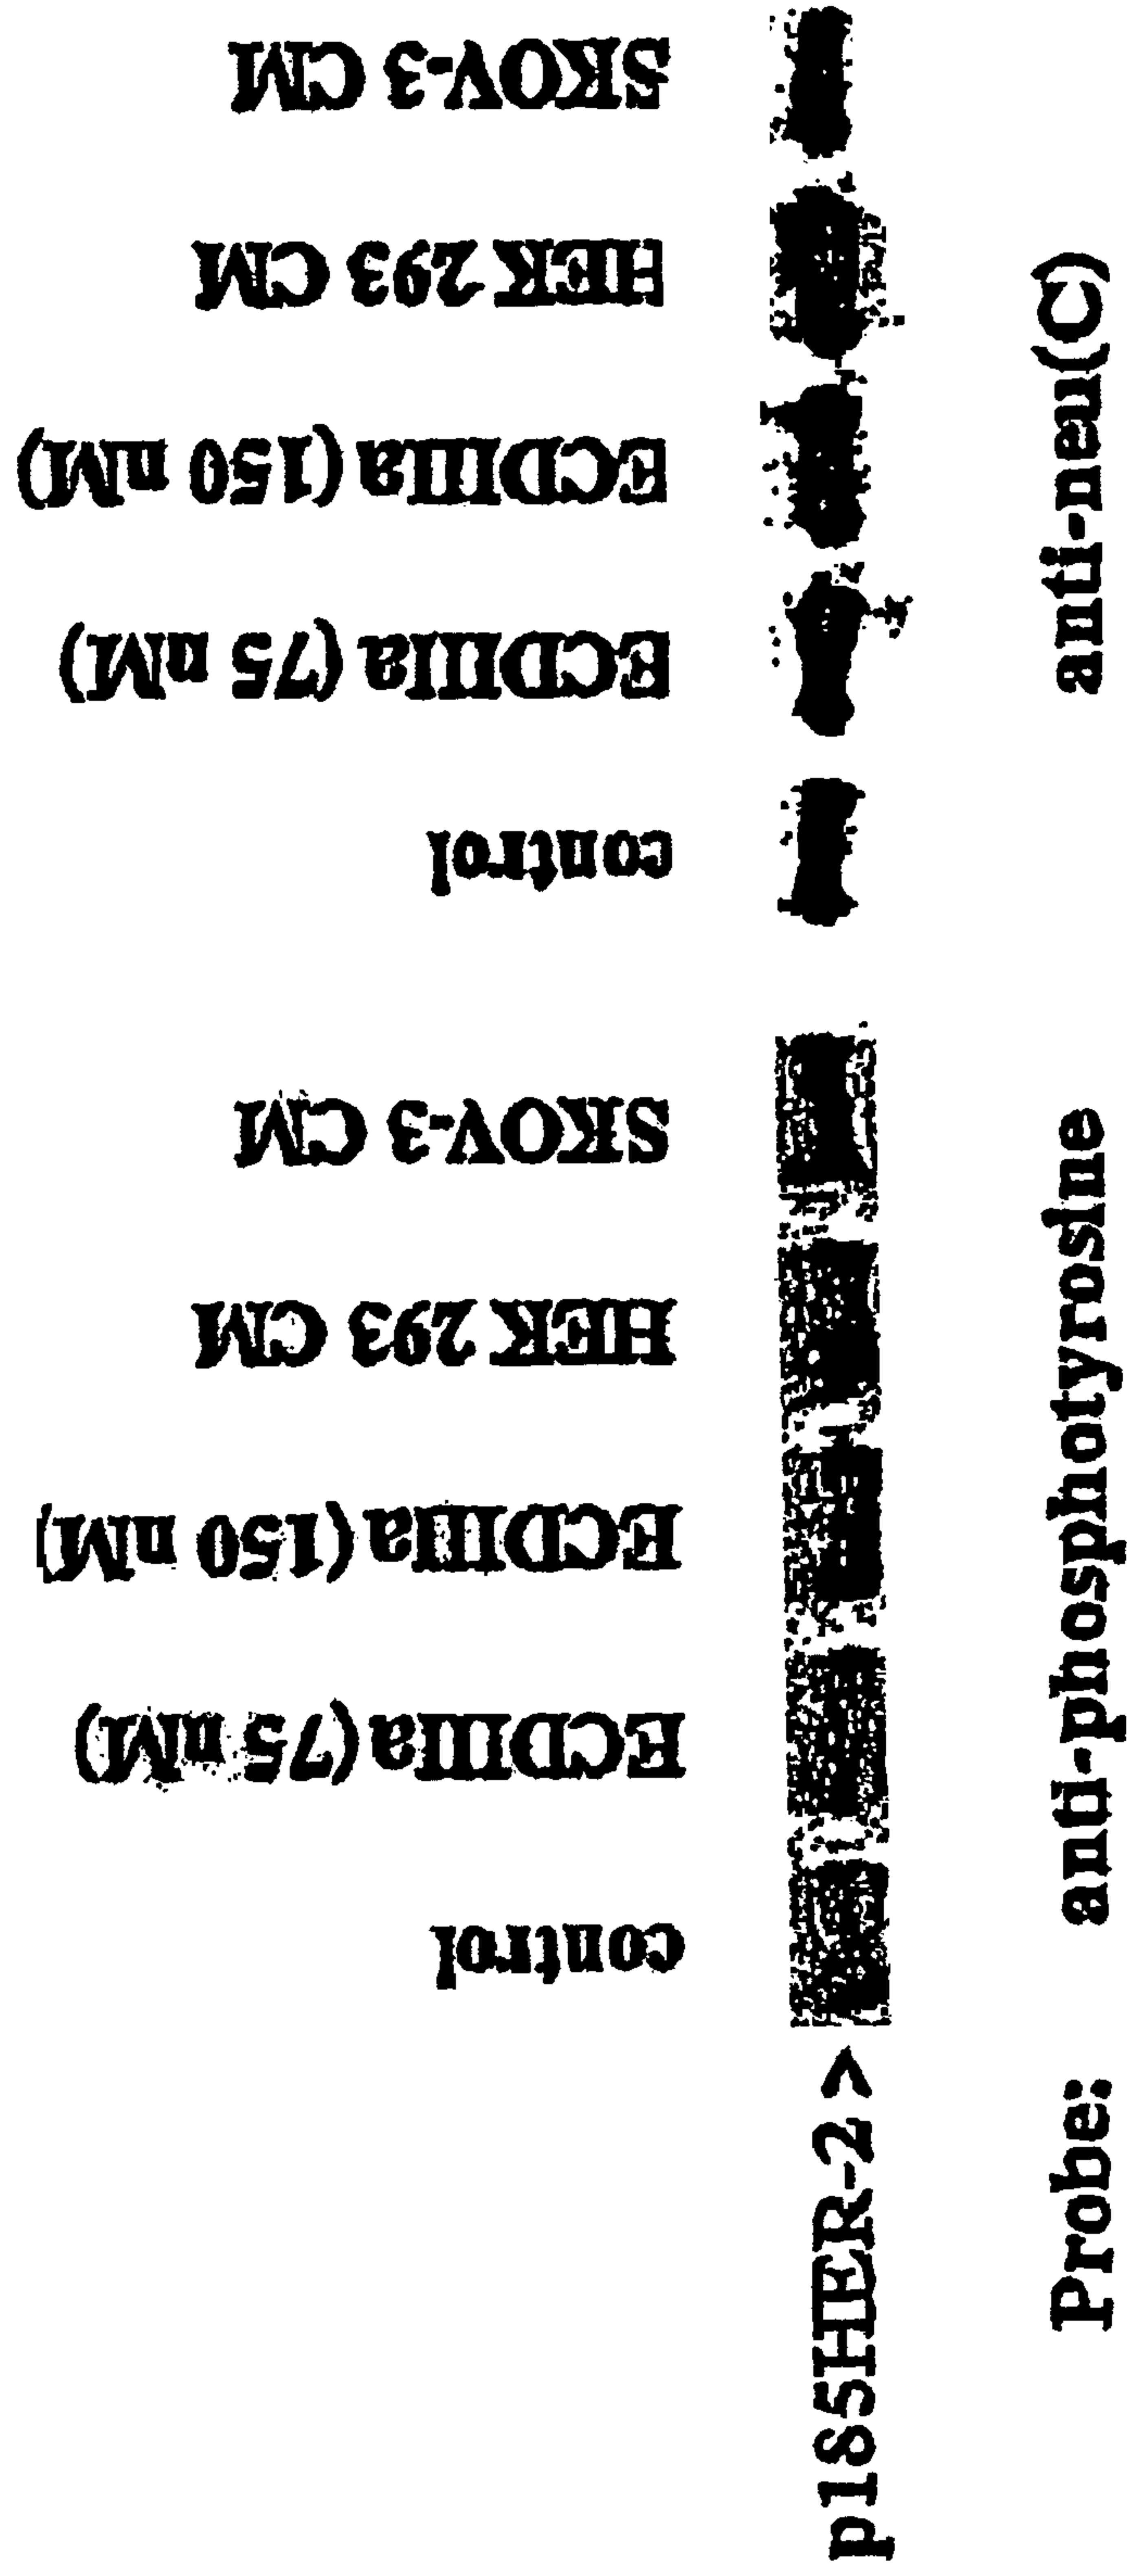 control
ECDIIIa (75 nM)
ECDIIIa (150 nM)
HEK 293 CM
SKOV-3 CM
control
ECDIIIa (75 nM)
ECDIIIa (150 nM)
HEK 293 CM
SKOV-3 CM
p185HER-2 >
Probe: anti-phosphotyrosine anti-neu(C)